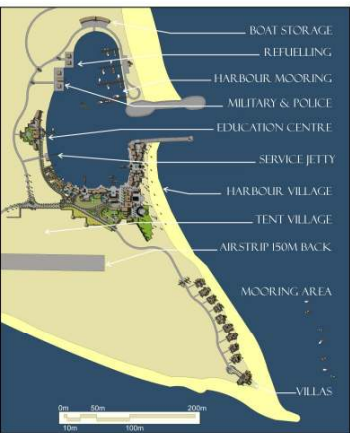 BOAT STORAGE
REFUELLING
HARBOUR MOORING
MILITARY & POLICE
EDUCATION CENTRE
SERVICE JETTY
HARBOUR VILLAGE
TENT VILLAGE
AIRSTRIP 150M BACK
MOORING AREA
VILLAS
0m 50m 200m
10m 100m